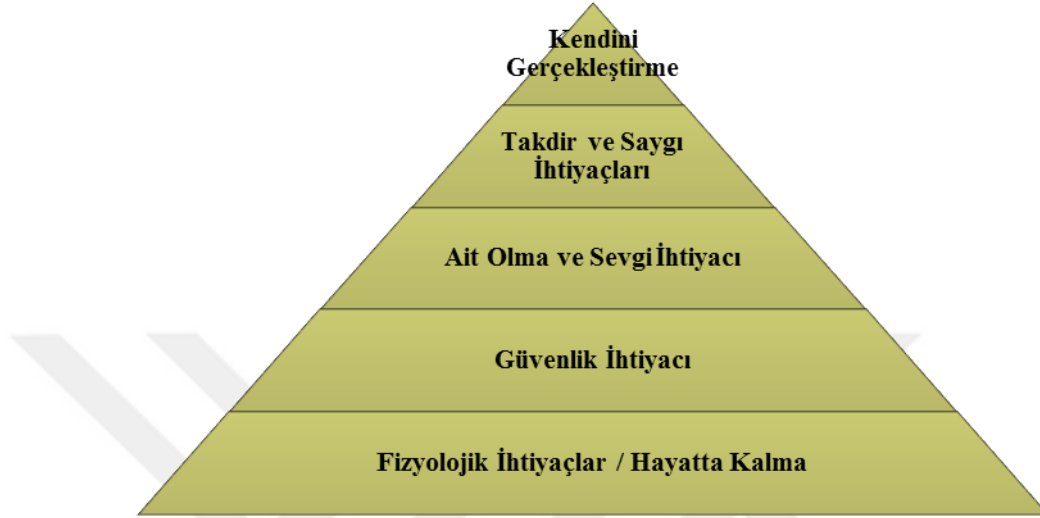 Kendini
Gerçekleştirme
Takdir ve Saygı
İhtiyaçları
Ait Olma ve Sevgi İhtiyacı
Güvenlik İhtiyacı
Fizyolojik İhtiyaçlar / Hayatta Kalma